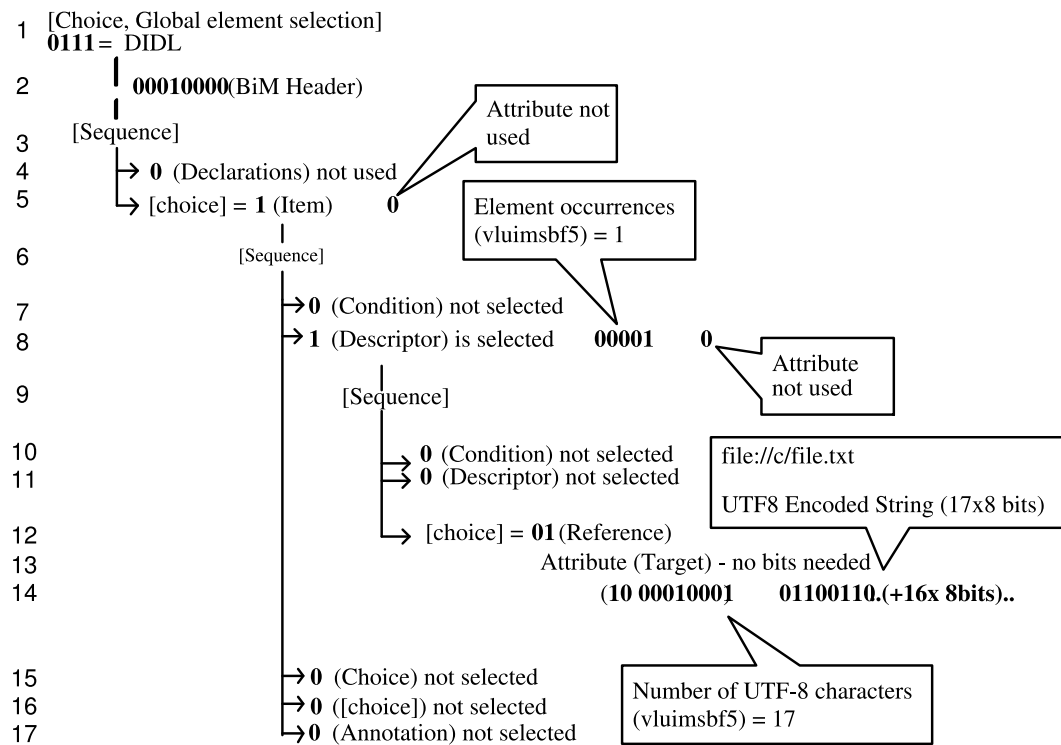 1 [Choice, Global element selection]
0111 = DIDL
2 00010000(BiM Header)
Attribute not
used
3 [Sequence]
4 0 (Declarations) not used
5 [choice] = 1 (Item) 0
Element occurrences
(vluimsbf5) = 1
6 [Sequence]
7 0 (Condition) not selected
8 1 (Descriptor) is selected 00001 0
Attribute
not used
9 [Sequence]
10 0 (Condition) not selected
11 0 (Descriptor) not selected
file://c/file.txt
UTF8 Encoded String (17x8 bits)
12 [choice] = 01 (Reference)
13 Attribute (Target) - no bits needed
14 (10 00010001) 01100110..(+16x 8bits)..
15 0 (Choice) not selected
16 0 ([choice]) not selected
17 0 (Annotation) not selected
Number of UTF-8 characters
(vluimsbf5) = 17